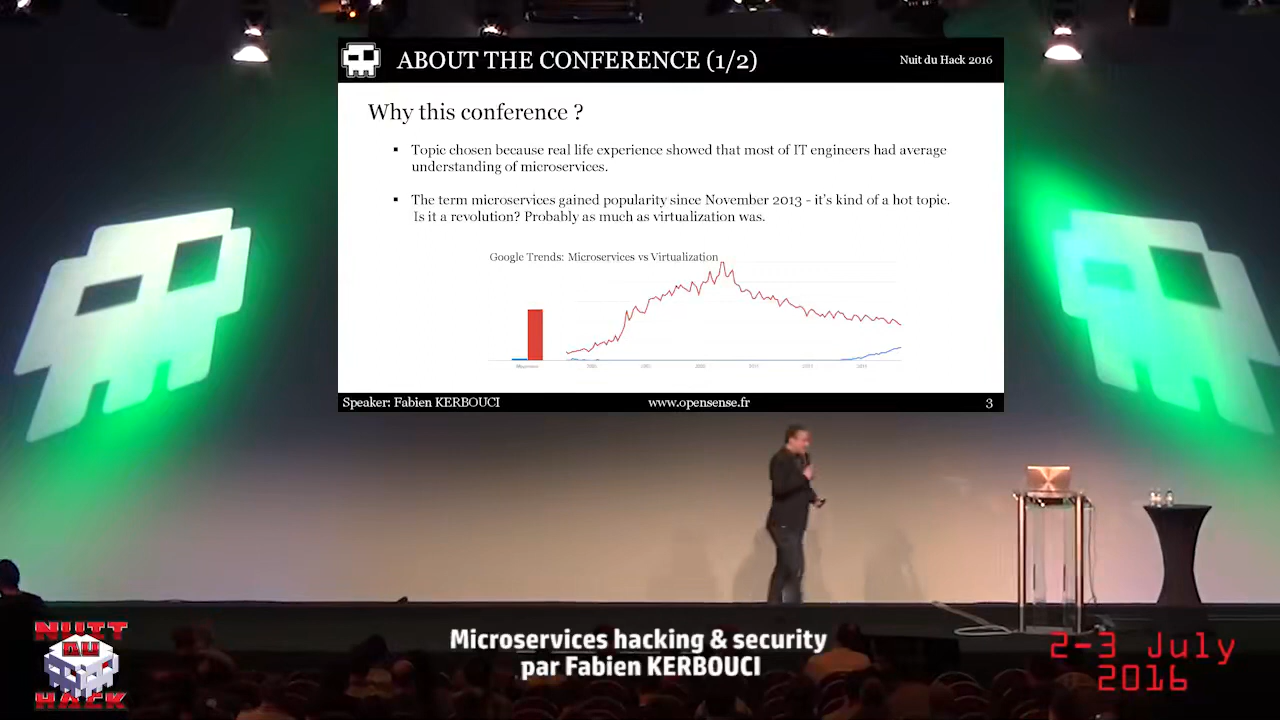 ABOUT THE CONFERENCE (1/2)
Nuit du Hack 2016
Why this conference ?
▪ Topic chosen because real life experience showed that most of IT engineers had average
understanding of microservices.
▪ The term microservices gained popularity since November 2013 - it's kind of a hot topic.
Is it a revolution? Probably as much as virtualization was.
Google Trends: Microservices vs Virtualization
Speaker: Fabien KERBOUCI
www.opensense.fr
3
NUIT
DU
HACK
Microservices hacking & security
par Fabien KERBOUCI
2-3 July
2016